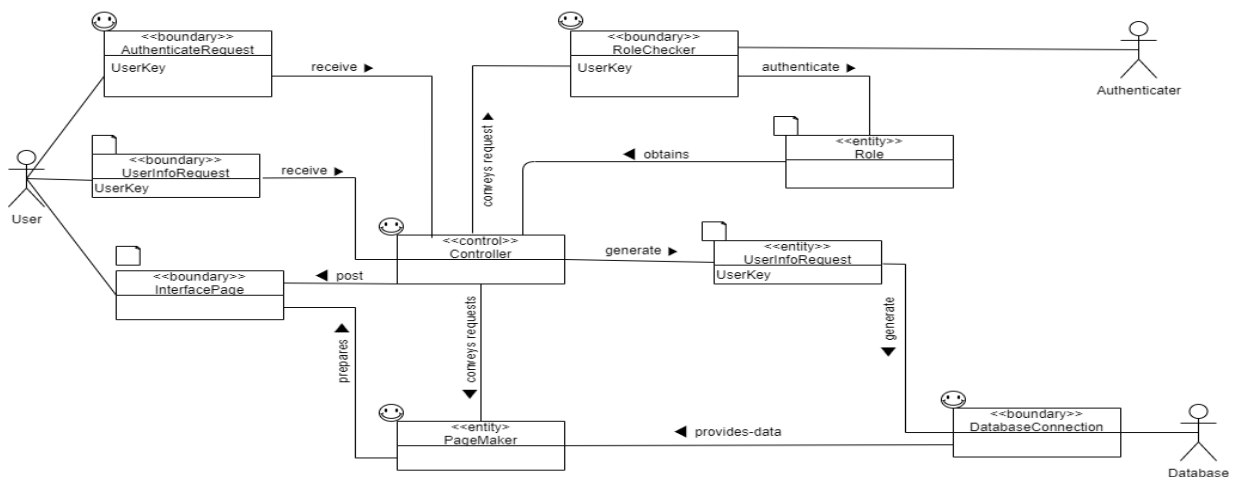 <<boundary>>
AuthenticateRequest
UserKey
receive
<<boundary>>
RoleChecker
UserKey
authenticate
Authenticater
<<boundary>>
UserInfoRequest
UserKey
receive
User
conveys request
obtains
<<entity>>
Role
<<control>>
Controller
generate
<<entity>>
UserInfoRequest
UserKey
<<boundary>>
InterfacePage
post
prepares
conveys requests
generate
<<entity>
PageMaker
provides-data
<<boundary>>
DatabaseConnection
Database